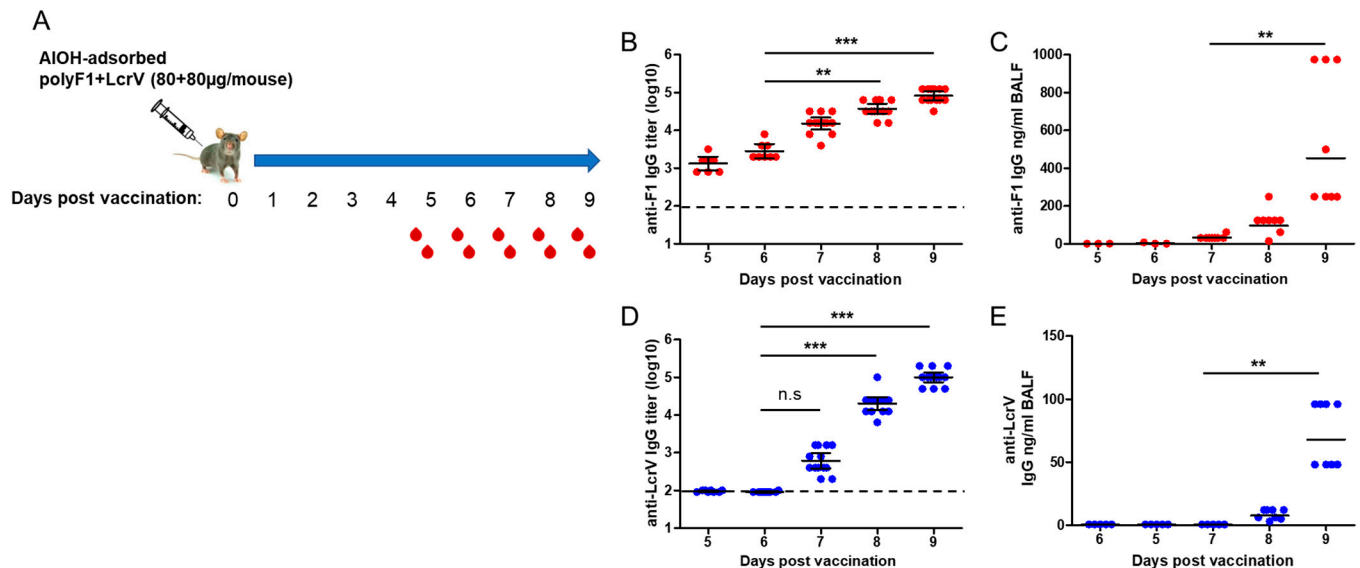 A
AlOH-adsorbed
polyF1+LcrV (80+80µg/mouse)
Days post vaccination: 0 1 2 3 4 5 6 7 8 9
B
anti-F1 IgG titer (log10)
6
5
4
3
2
1
***
**
5 6 7 8 9
Days post vaccination
C
anti-F1 IgG ng/ml BALF
1000
800
600
400
200
0
**
5 6 7 8 9
Days post vaccination
D
anti-LcrV IgG titer (log10)
6
5
4
3
2
1
***
***
n.s
5 6 7 8 9
Days post vaccination
E
anti-LcrV
IgG ng/ml BALF
150
100
50
0
**
6 5 7 8 9
Days post vaccination